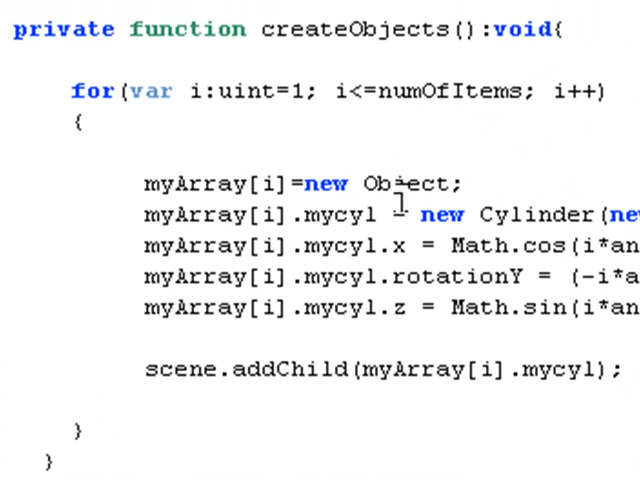 private function createObjects():void{
for(var i:uint=1; i<=numOfItems; i++)
{
myArray[i]=new Object;
myArray[i].mycyl = new Cylinder(new
myArray[i].mycyl.x = Math.cos(i*an
myArray[i].mycyl.rotationY = (-i*a
myArray[i].mycyl.z = Math.sin(i*an
scene.addChild(myArray[i].mycyl);
}
}